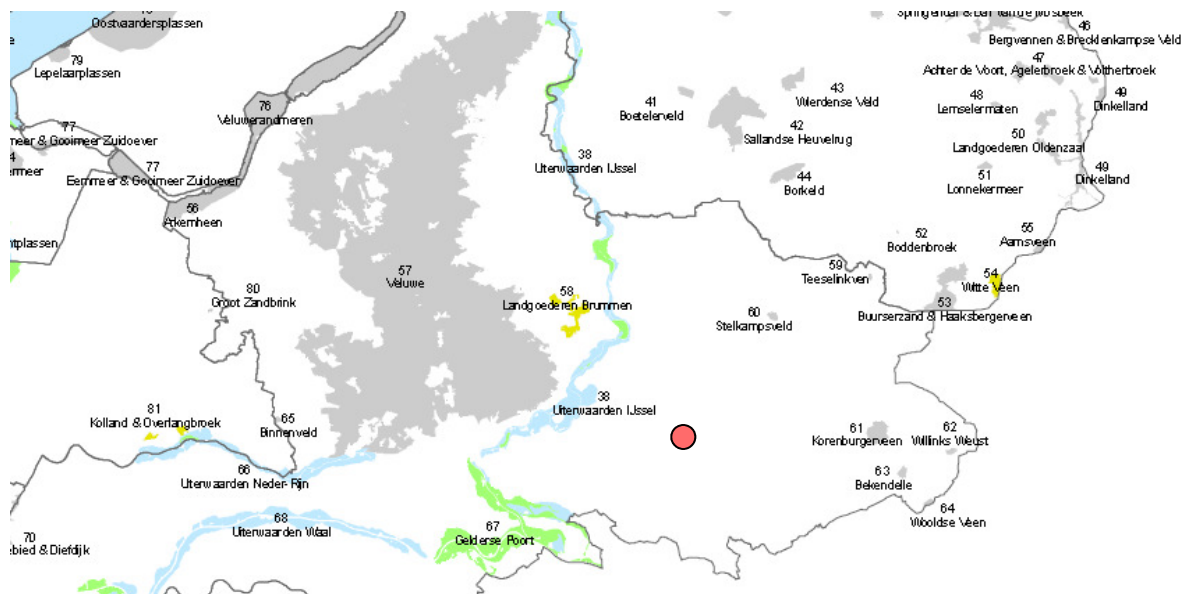 Oostvaardersplassen
79
Lepelaarplassen
76
Veluwerandmeren
77
meer & Gooimeer Zuidoever
77
Eemmeer & Gooimeer Zuidoever
56
Arkemheen
ntplassen
80
Groot Zandbrink
57
Veluwe
58
Landgoederen Brummen
38
Uiterwaarden IJssel
38
Uiterwaarden IJssel
81
Kolland & Overlangbroek
65
Binnenveld
66
Uiterwaarden Neder-Rijn
68
Uiterwaarden Waal
70
ebied & Diefdijk
67
Gelderse Poort
41
Boetelerveld
43
Wierdense Veld
42
Sallandse Heuvelrug
44
Borkeld
46
Bergvennen & Brecklenkampse Veld
47
Achter de Voort, Agelerbroek & Voltherbroek
48
Lemselermaten
49
Dinkelland
50
Landgoederen Oldenzaal
51
Lonnekermeer
49
Dinkelland
52
Boddenbroek
55
Aamsveen
59
Teeselinkven
54
Witte Veen
53
Buurserzand & Haaksbergerveen
60
Stelkampsveld
61
Korenburgerveen
62
Willinks Weust
63
Bekendelle
64
Wooldse Veen